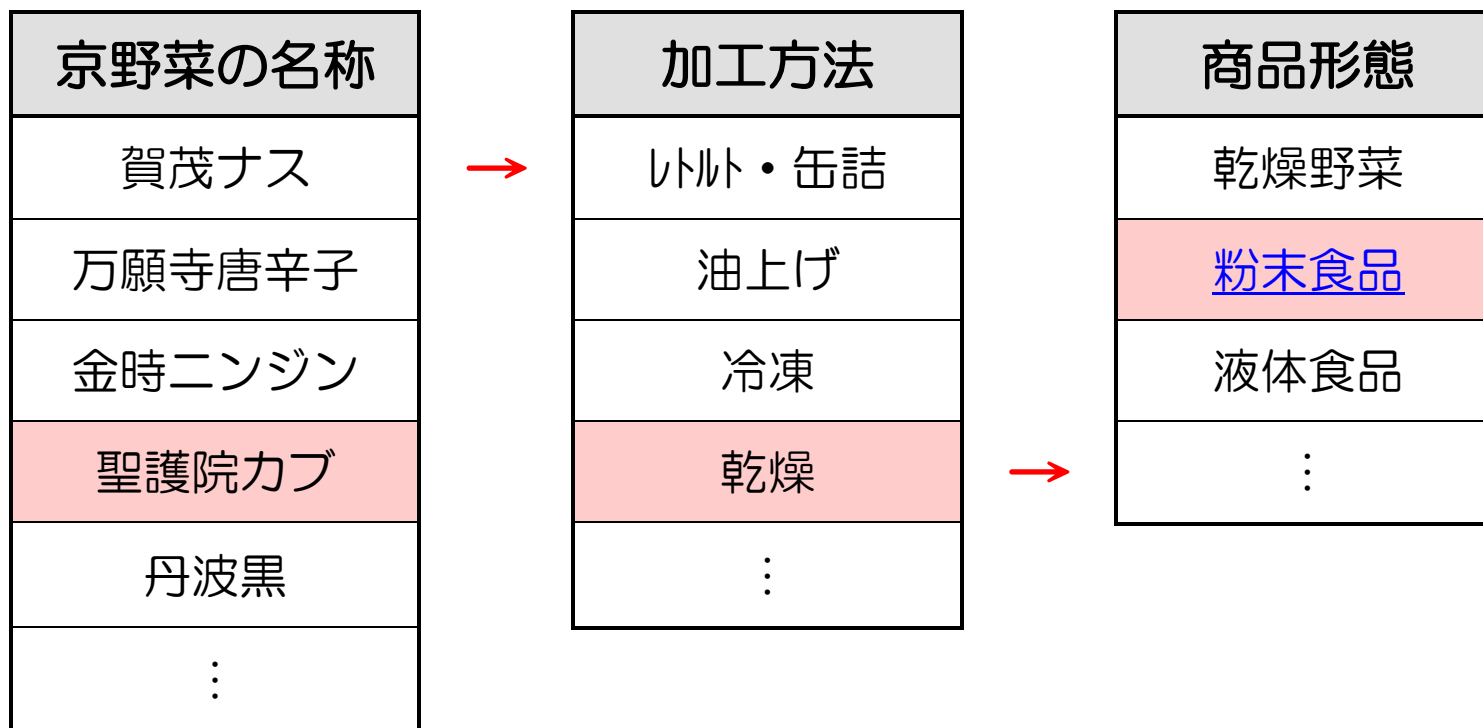 京野菜の名称
賀茂ナス
万願寺唐辛子
金時ニンジン
聖護院カブ
丹波黒
⋮
→
加工方法
ﾚﾄﾙﾄ・缶詰
油上げ
冷凍
乾燥
⋮
→
商品形態
乾燥野菜
粉末食品
液体食品
⋮